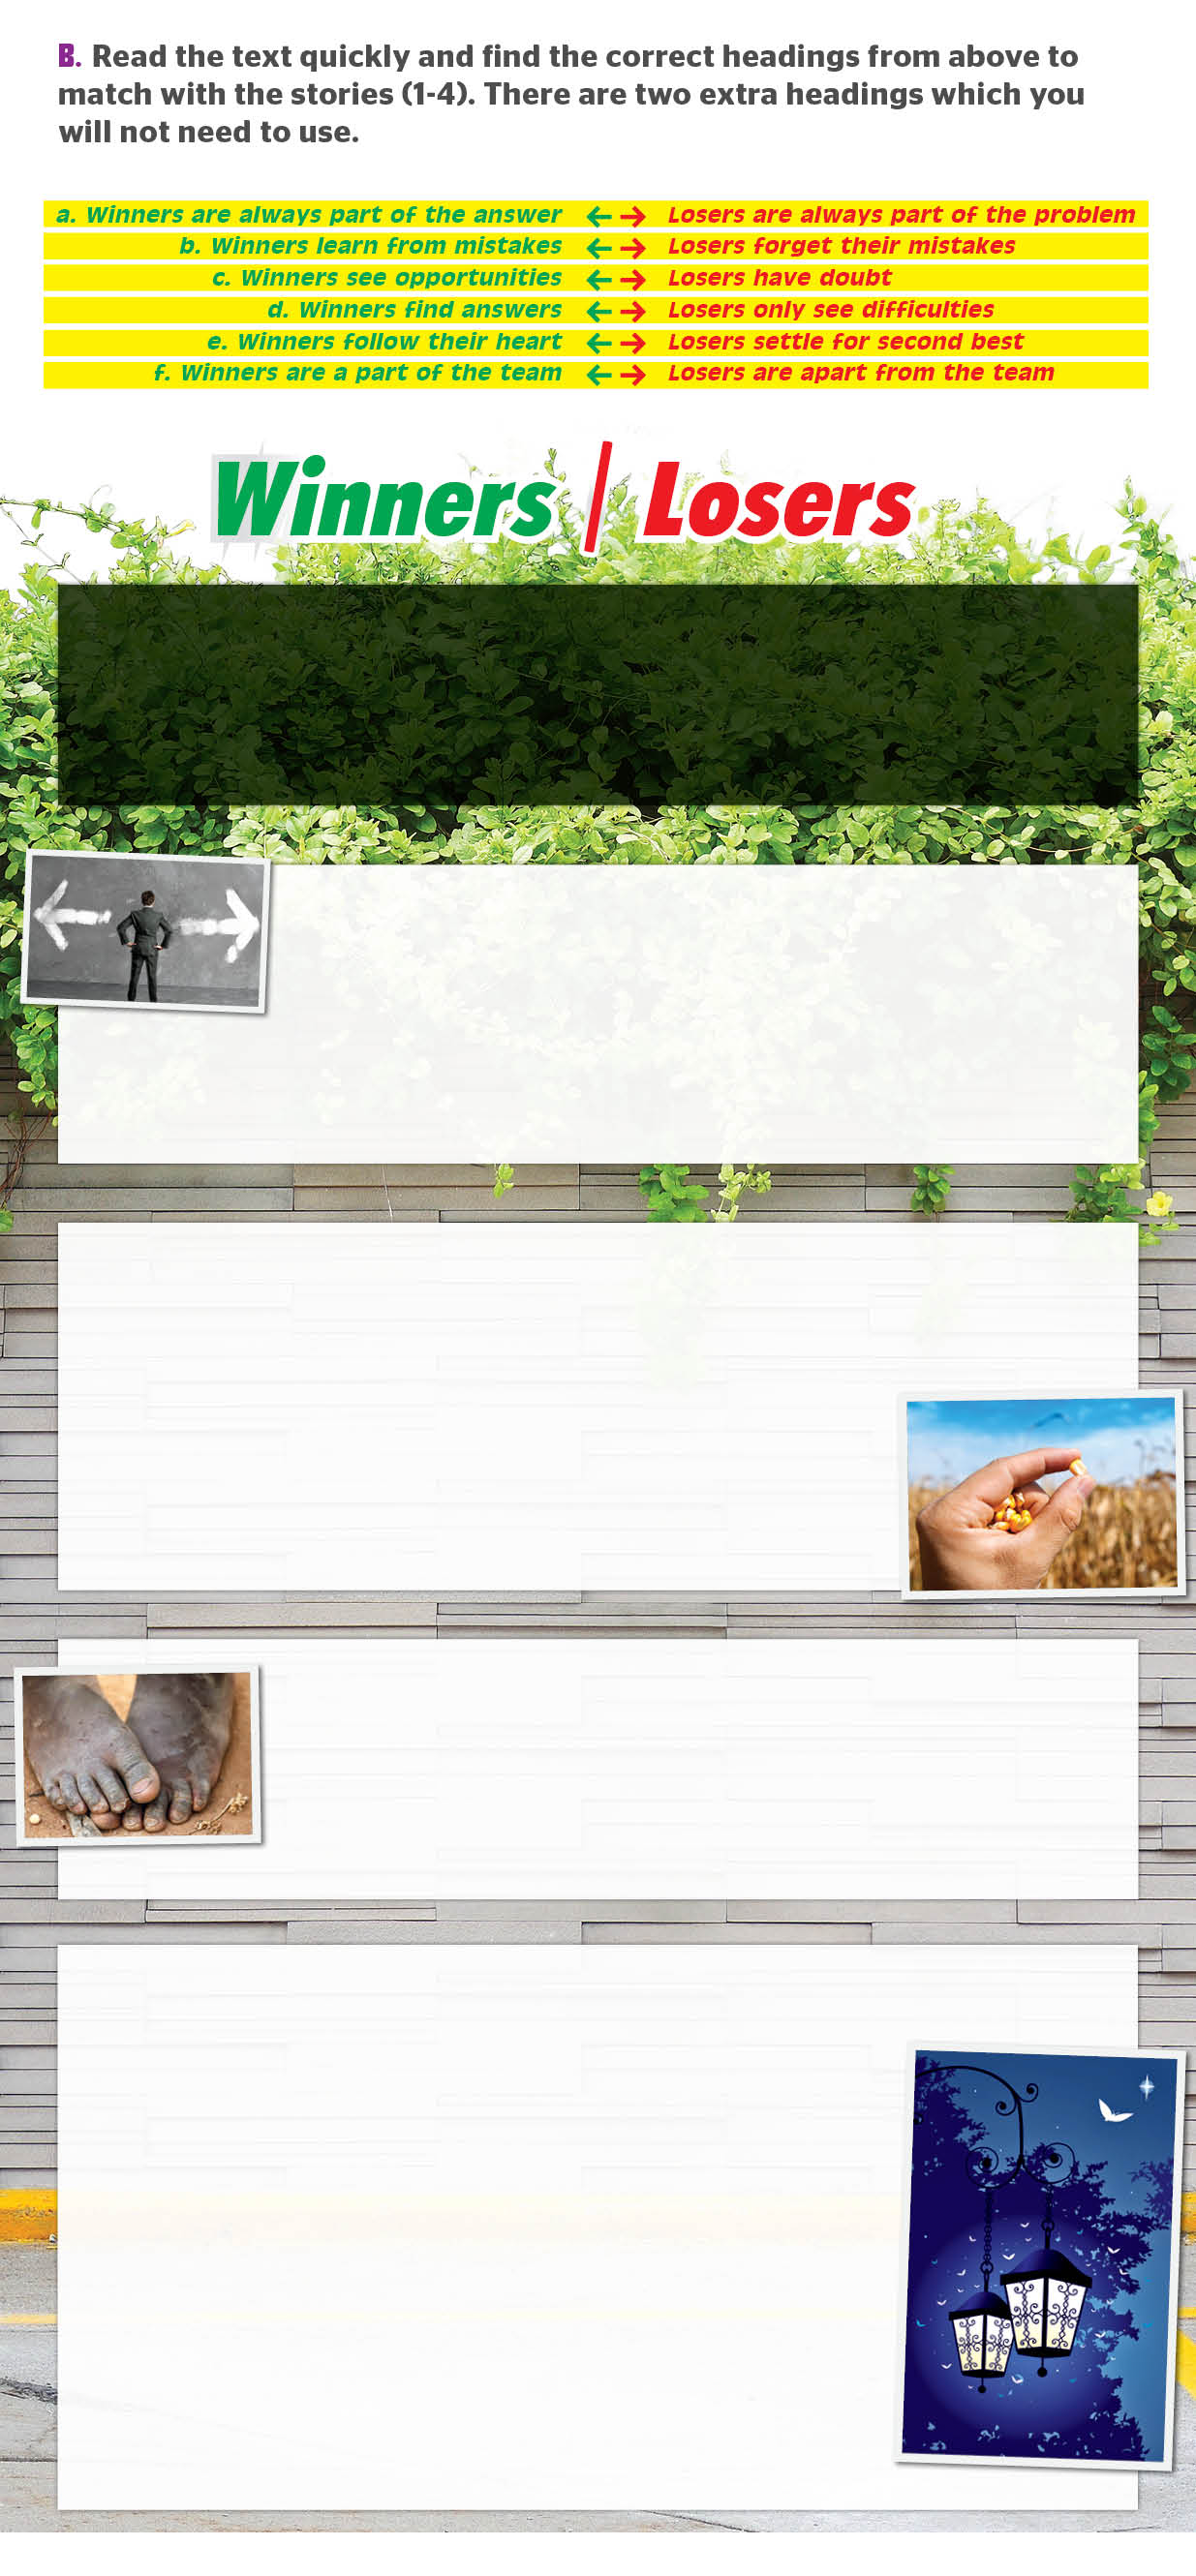 B. Read the text quickly and find the correct headings from above to
match with the stories (1-4). There are two extra headings which you
will not need to use.
a. Winners are always part of the answer ←→ Losers are always part of the problem
b. Winners learn from mistakes ←→ Losers forget their mistakes
c. Winners see opportunities ←→ Losers have doubt
d. Winners find answers ←→ Losers only see difficulties
e. Winners follow their heart ←→ Losers settle for second best
f. Winners are a part of the team ←→ Losers are apart from the team
Winners / Losers